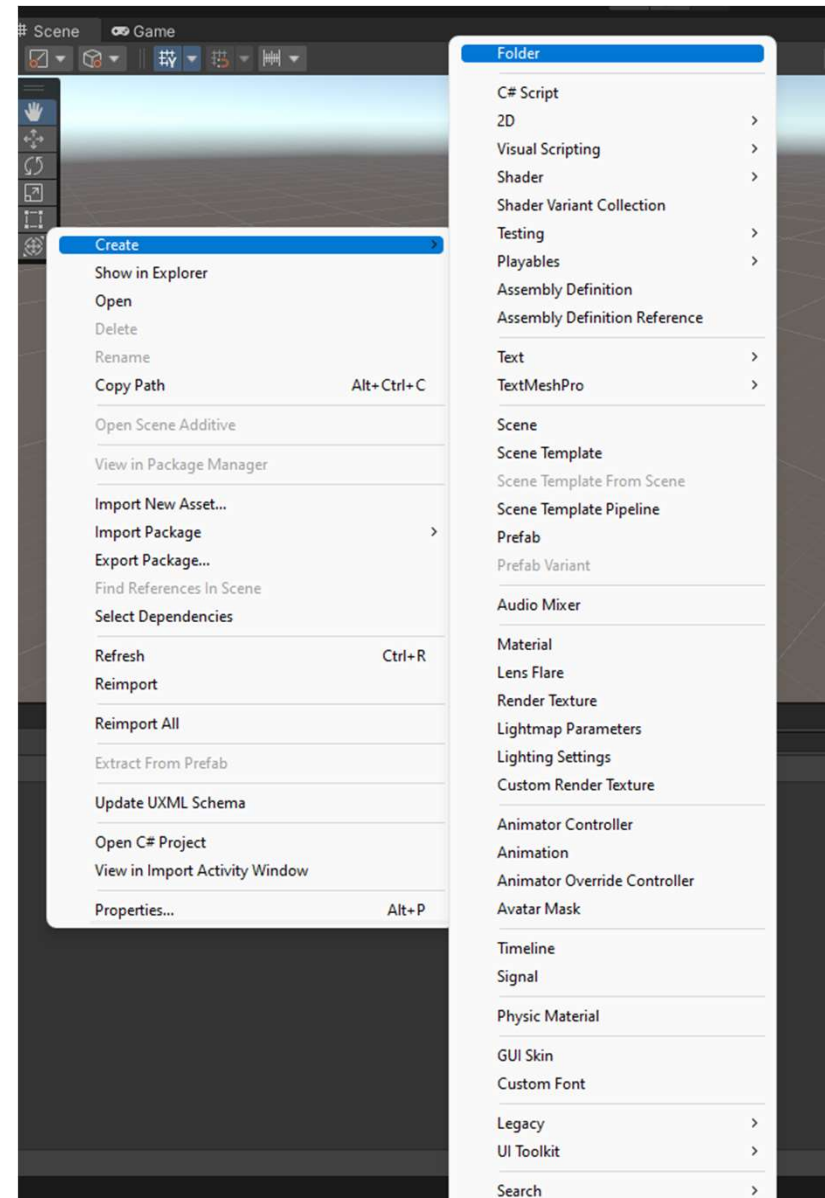 # Scene
Game
Create
Show in Explorer
Open
Delete
Rename
Copy Path Alt+Ctrl+C
Open Scene Additive
View in Package Manager
Import New Asset...
Import Package
Export Package...
Find References In Scene
Select Dependencies
Refresh Ctrl+R
Reimport
Reimport All
Extract From Prefab
Update UXML Schema
Open C# Project
View in Import Activity Window
Properties... Alt+P
Folder
C# Script
2D
Visual Scripting
Shader
Shader Variant Collection
Testing
Playables
Assembly Definition
Assembly Definition Reference
Text
TextMeshPro
Scene
Scene Template
Scene Template From Scene
Scene Template Pipeline
Prefab
Prefab Variant
Audio Mixer
Material
Lens Flare
Render Texture
Lightmap Parameters
Lighting Settings
Custom Render Texture
Animator Controller
Animation
Animator Override Controller
Avatar Mask
Timeline
Signal
Physic Material
GUI Skin
Custom Font
Legacy
UI Toolkit
Search